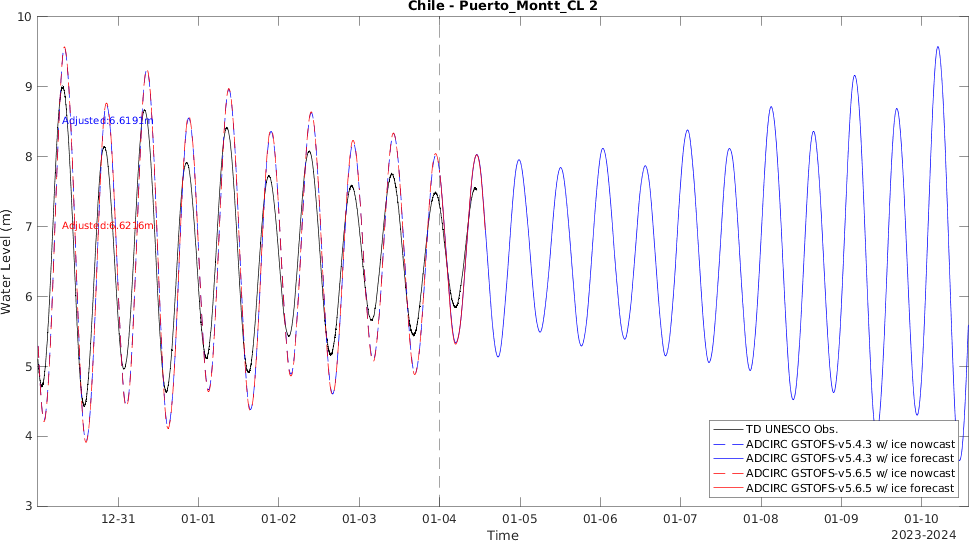 Chile - Puerto_Montt_CL 2
10
9
8
7
6
5
4
3
Water Level (m)
Adjusted:6.6191m
Adjusted:6.6216m
TD UNESCO Obs.
ADCIRC GSTOFS-v5.4.3 w/ ice nowcast
ADCIRC GSTOFS-v5.4.3 w/ ice forecast
ADCIRC GSTOFS-v5.6.5 w/ ice nowcast
ADCIRC GSTOFS-v5.6.5 w/ ice forecast
12-31 01-01 01-02 01-03 01-04 01-05 01-06 01-07 01-08 01-09 01-10
Time
2023-2024